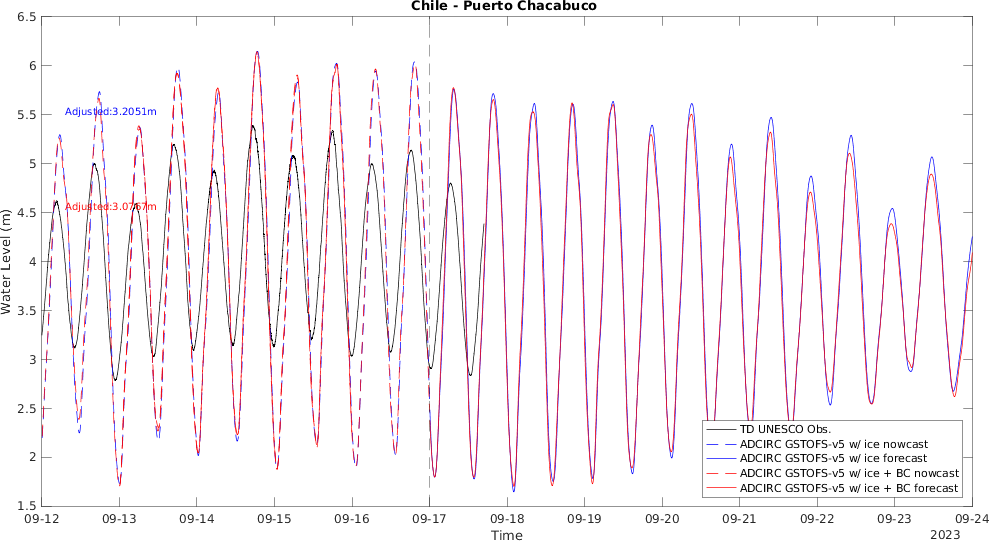 Chile - Puerto Chacabuco
6.5
6
5.5
5
4.5
4
3.5
3
2.5
2
1.5
Water Level (m)
Adjusted:3.2051m
Adjusted:3.0767m
TD UNESCO Obs.
ADCIRC GSTOFS-v5 w/ ice nowcast
ADCIRC GSTOFS-v5 w/ ice forecast
ADCIRC GSTOFS-v5 w/ ice + BC nowcast
ADCIRC GSTOFS-v5 w/ ice + BC forecast
09-12 09-13 09-14 09-15 09-16 09-17 09-18 09-19 09-20 09-21 09-22 09-23 09-24
Time
2023